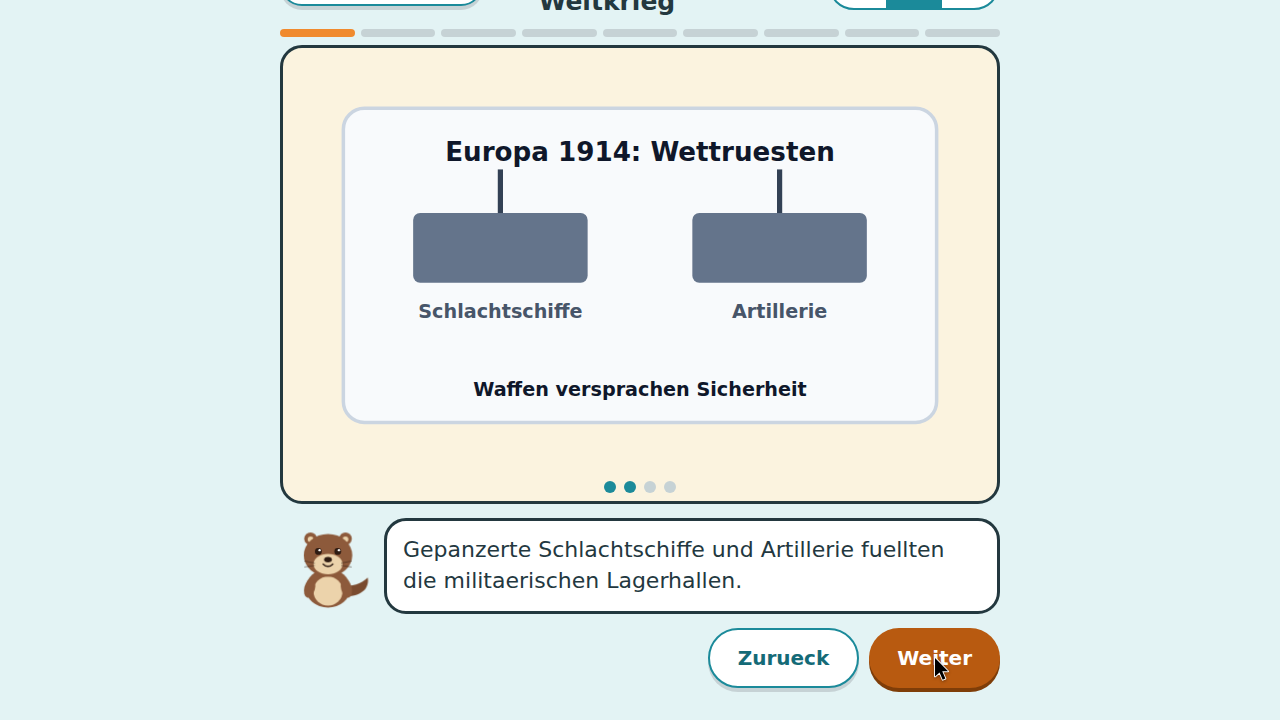 Weltkrieg
Europa 1914: Wettruesten
Schlachtschiffe
Artillerie
Waffen versprachen Sicherheit
Gepanzerte Schlachtschiffe und Artillerie fuellten
die militaerischen Lagerhallen.
Zurueck
Weiter